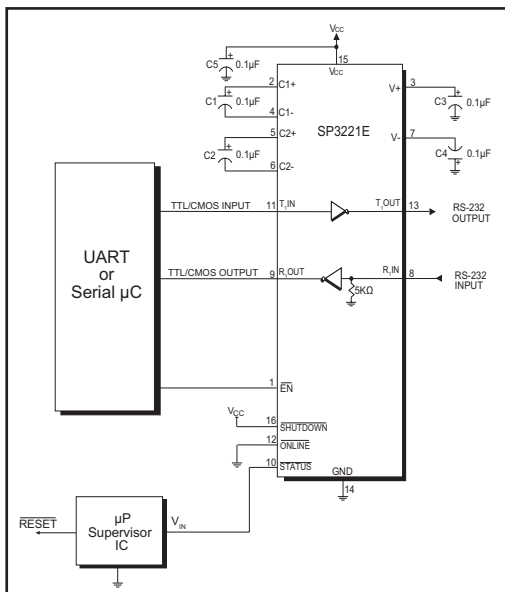 VCC
C5
+
0.1µF
15
VCC
2
C1+
C1
+
0.1µF
4
C1-
5
C2+
C2
+
0.1µF
6
C2-
3
V+
C3
+
0.1µF
SP3221E
7
V-
C4
+
0.1µF
UART
or
Serial µC
TTL/CMOS INPUT
11
T1IN
T1OUT
13
RS-232
OUTPUT
TTL/CMOS OUTPUT
9
R1OUT
R1IN
8
RS-232
INPUT
5KΩ
1
EN
VCC
16
SHUTDOWN
12
ONLINE
10
STATUS
GND
14
RESET
µP
Supervisor
IC
VIN